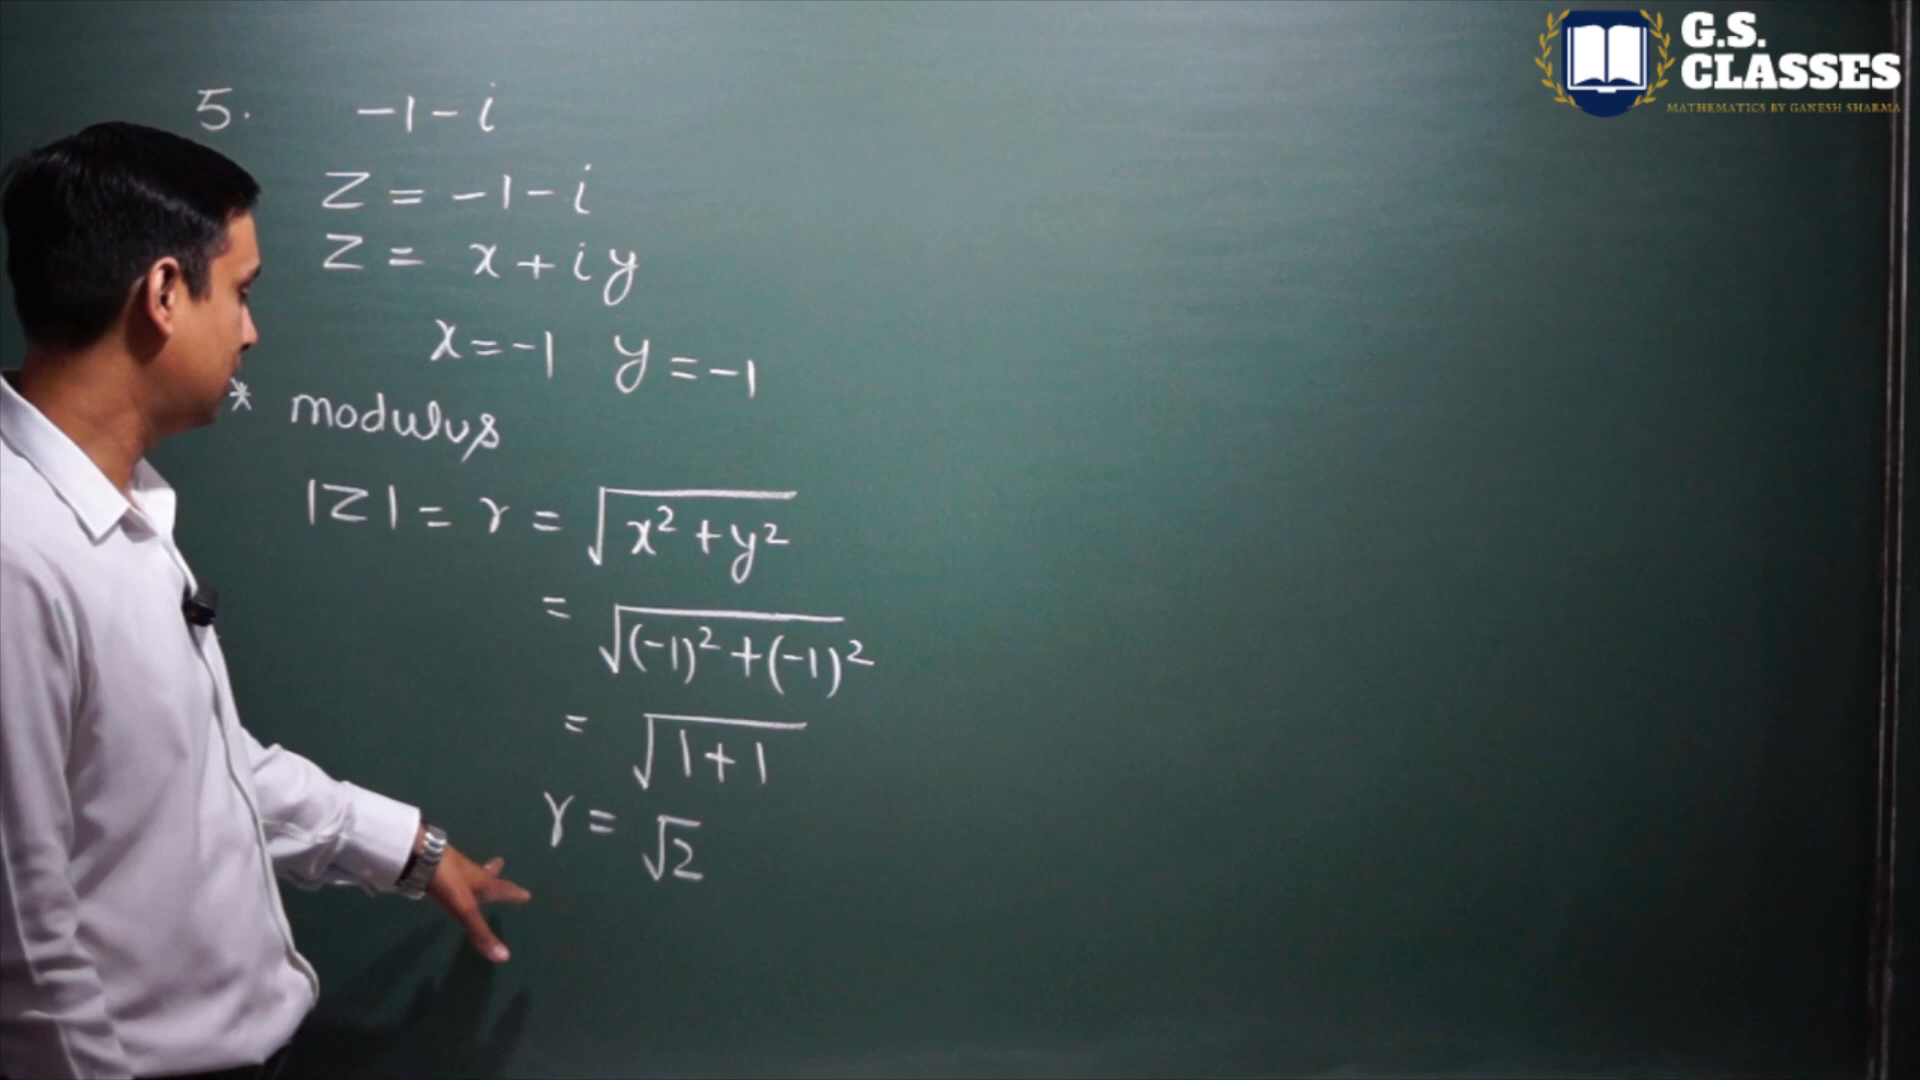 5. -1-i
Z = -1-i
Z = x+iy
x=-1 y=-1
* modulus
|Z| = r = √x²+y²
= √(-1)²+(-1)²
= √1+1
r = √2
G.S.
CLASSES
MATHEMATICS BY GANESH SHARMA